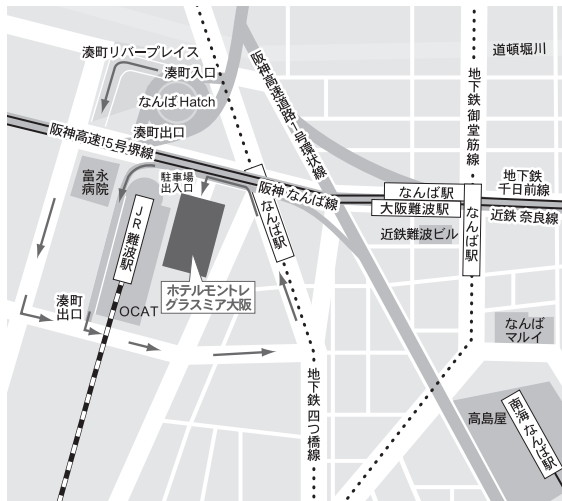 湊町リバープレイス
湊町入口
なんばHatch
湊町出口
阪神高速15号堺線
富永
病院
駐車場
出入口
JR 難波駅
ホテルモントレ
グラスミア大阪
湊町
出口
OCAT
阪神高速道路1号環状線
阪神なんば線
なんば駅
地下鉄 四つ橋線
道頓堀川
地下鉄 御堂筋線
地下鉄
千日前線
なんば駅
大阪難波駅
近鉄 奈良線
なんば駅
近鉄難波ビル
なんば
マルイ
高島屋
南海 なんば駅